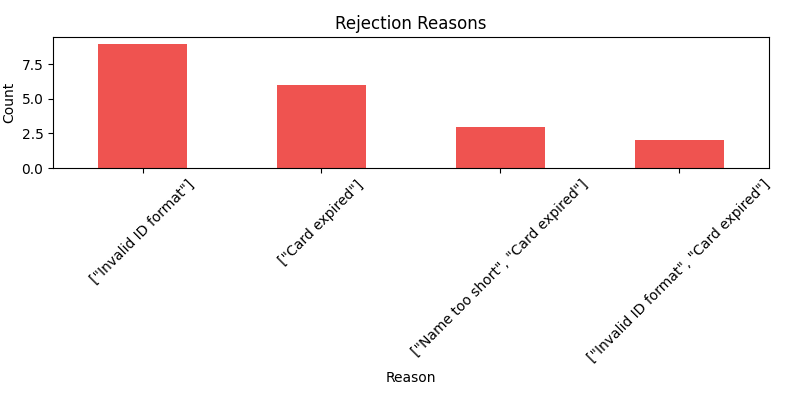 Rejection Reasons
Count
7.5
5.0
2.5
0.0
["Invalid ID format"]
["Card expired"]
["Name too short", "Card expired"]
["Invalid ID format", "Card expired"]
Reason